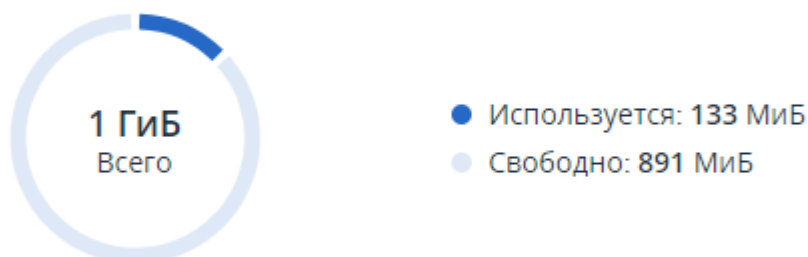 1 ГиБ
Всего
Используется: 133 МиБ
Свободно: 891 МиБ